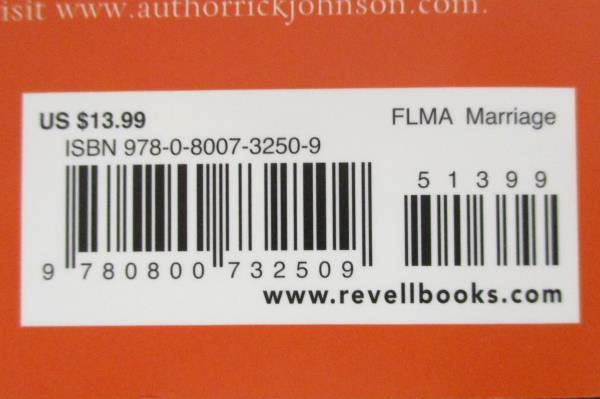 isit www.authorrickjohnson.com.
US $13.99 FLMA Marriage
ISBN 978-0-8007-3250-9
51399
9 780800 732509
www.revellbooks.com